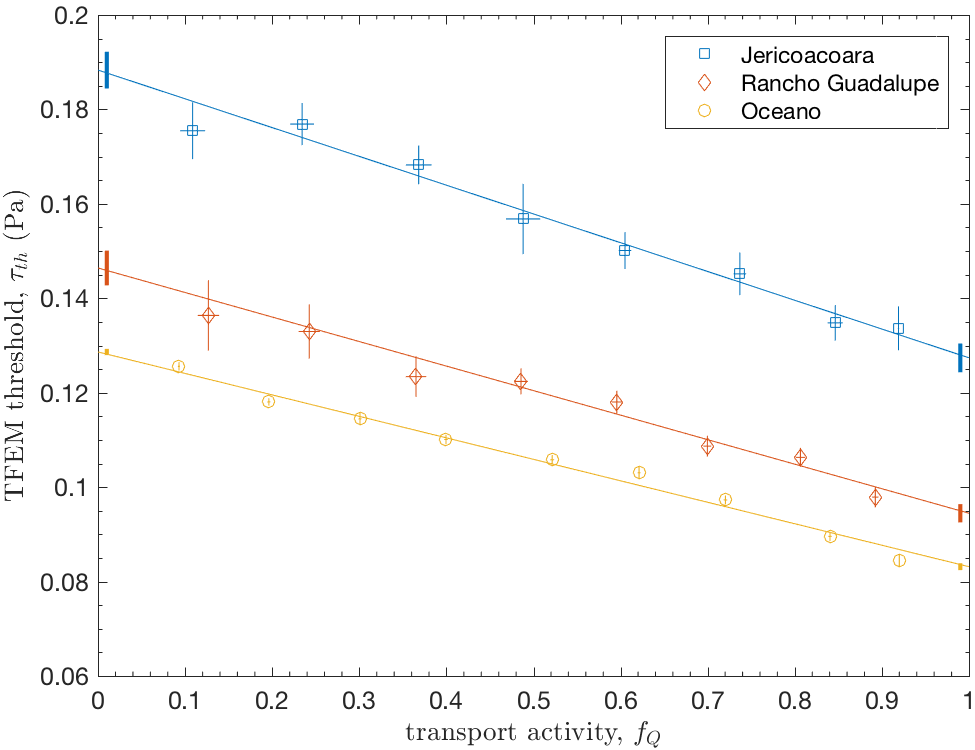 0.2
0.18
0.16
0.14
0.12
0.1
0.08
0.06
TFEM threshold, τ_th (Pa)
Jericoacoara
Rancho Guadalupe
Oceano
0 0.1 0.2 0.3 0.4 0.5 0.6 0.7 0.8 0.9 1
transport activity, f_Q